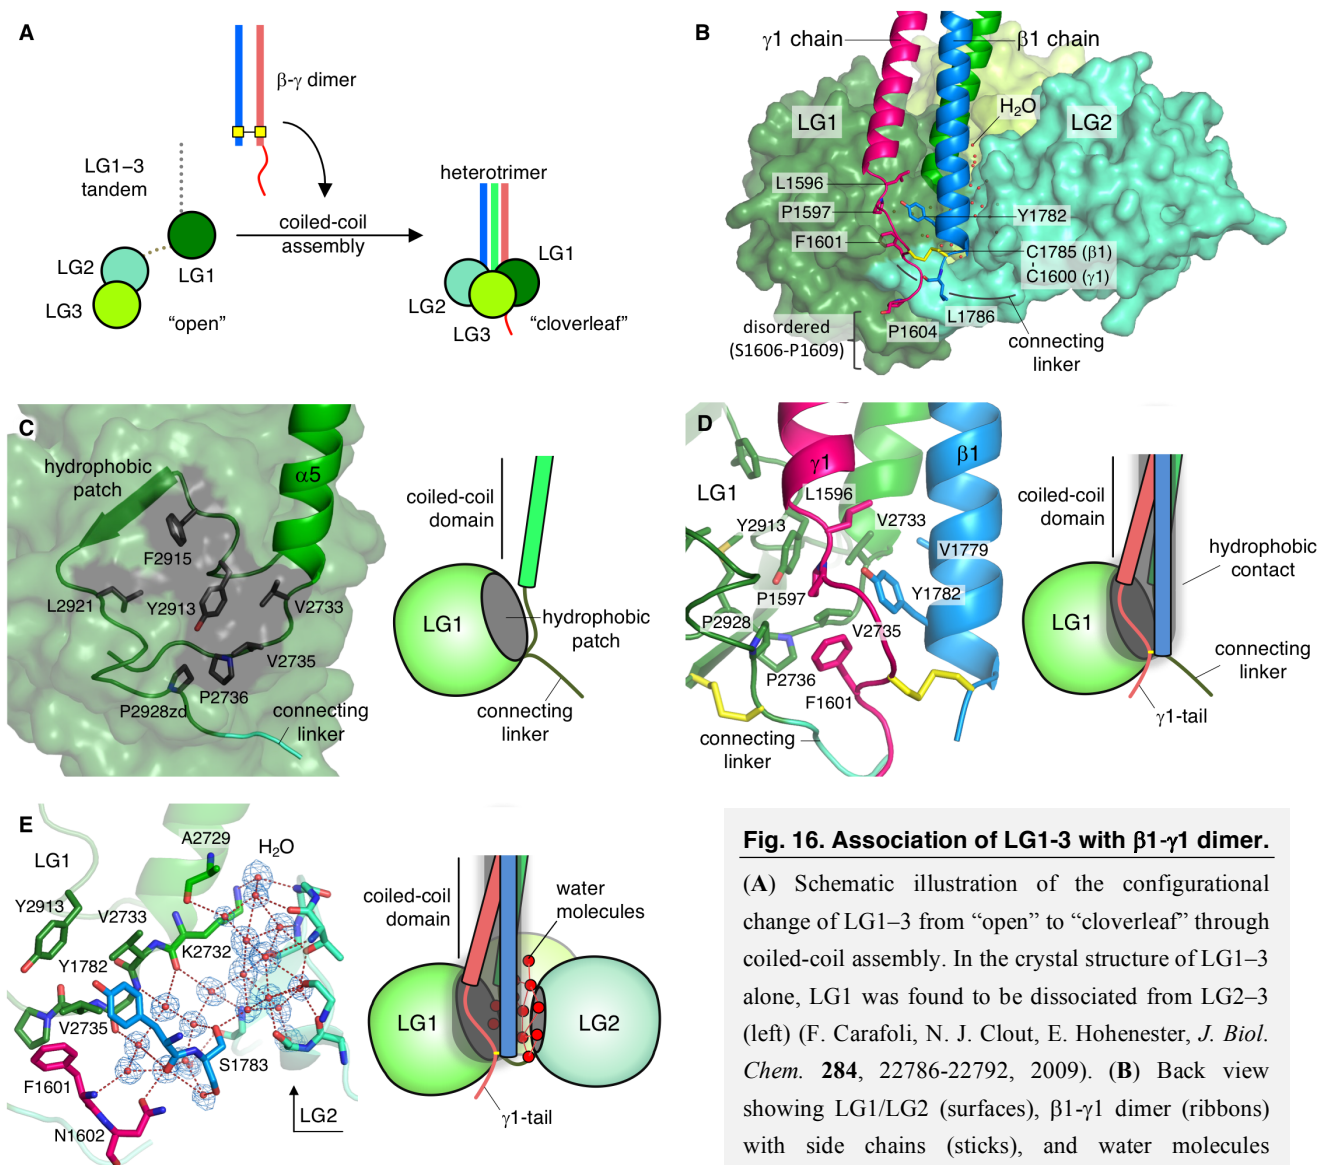 A
β-γ dimer
LG1–3
tandem
LG2
LG1
LG3
“open”
coiled-coil
assembly
heterotrimer
LG1
LG2
LG3
“cloverleaf”
B
γ1 chain
β1 chain
H2O
LG1
LG2
L1596
P1597
Y1782
F1601
C1785 (β1)
C1600 (γ1)
disordered
(S1606-P1609)
P1604
L1786
connecting
linker
C
hydrophobic
patch
α5
F2915
L2921
Y2913
V2733
V2735
P2736
P2928zd
connecting
linker
coiled-coil
domain
LG1
hydrophobic
patch
connecting
linker
D
γ1
β1
LG1
L1596
Y2913
V2733
V1779
P1597
Y1782
P2928
V2735
P2736
F1601
connecting
linker
coiled-coil
domain
hydrophobic
contact
LG1
connecting
linker
γ1-tail
E
A2729
LG1
H2O
Y2913
V2733
K2732
Y1782
V2735
S1783
F1601
N1602
LG2
coiled-coil
domain
water
molecules
LG1
LG2
γ1-tail
Fig. 16. Association of LG1-3 with β1-γ1 dimer.
(A) Schematic illustration of the configurational
change of LG1–3 from “open” to “cloverleaf” through
coiled-coil assembly. In the crystal structure of LG1–3
alone, LG1 was found to be dissociated from LG2–3
(left) (F. Carafoli, N. J. Clout, E. Hohenester, J. Biol.
Chem. 284, 22786-22792, 2009). (B) Back view
showing LG1/LG2 (surfaces), β1-γ1 dimer (ribbons)
with side chains (sticks), and water molecules